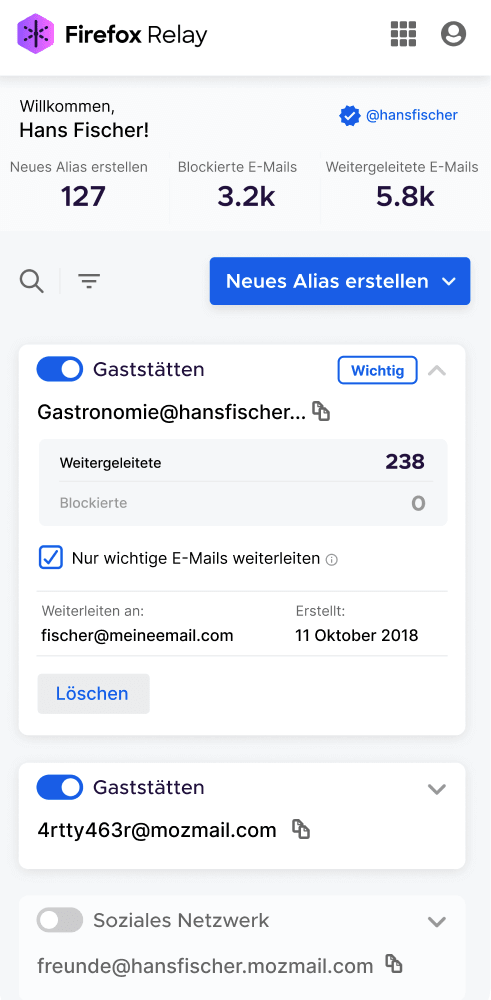 Firefox Relay
Willkommen,
Hans Fischer!
@hansfischer
Neues Alias erstellen
127
Blockierte E-Mails
3.2k
Weitergeleitete E-Mails
5.8k
Neues Alias erstellen
Gaststätten
Wichtig
Gastronomie@hansfischer...
Weitergeleitete 238
Blockierte 0
Nur wichtige E-Mails weiterleiten
Weiterleiten an:
fischer@meineemail.com
Erstellt:
11 Oktober 2018
Löschen
Gaststätten
4rtty463r@mozmail.com
Soziales Netzwerk
freunde@hansfischer.mozmail.com